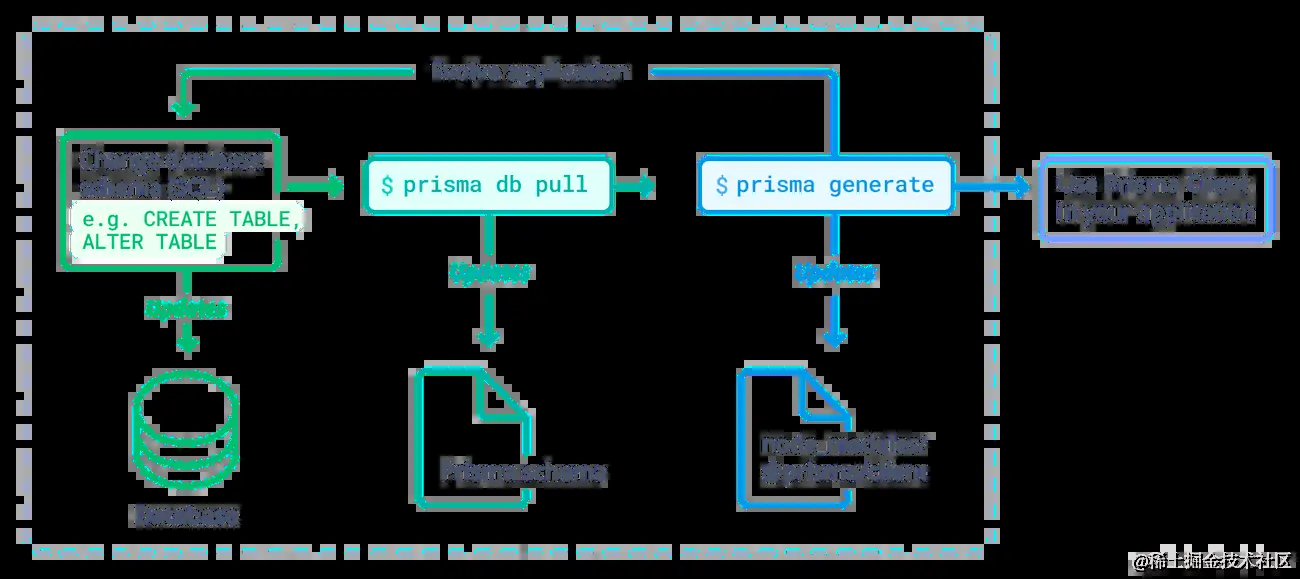 Evolve application
Change database
schema (SQL)
e.g. CREATE TABLE,
ALTER TABLE
$ prisma db pull
$ prisma generate
Use Prisma Client
in your application
Updates
Updates
Updates
Database
Prisma schema
node_modules/
@prisma/client
@稀土掘金技术社区